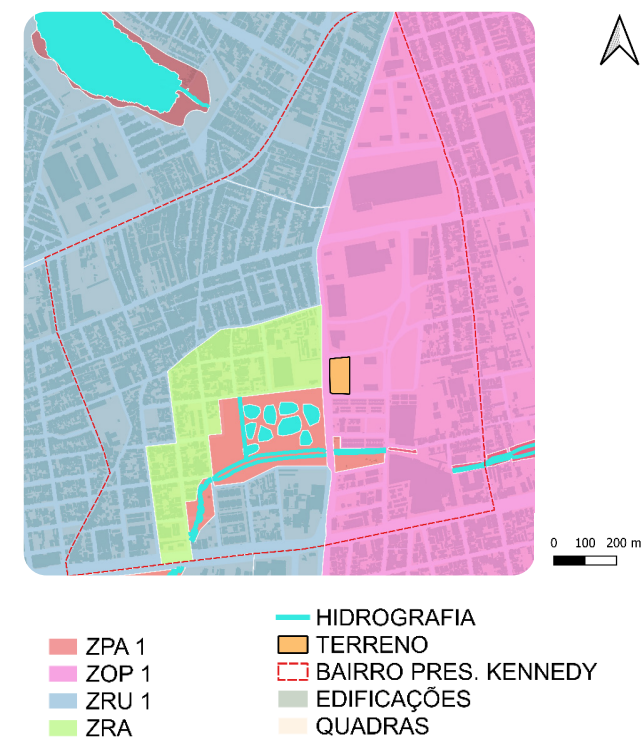 0 100 200 m
ZPA 1
ZOP 1
ZRU 1
ZRA
HIDROGRAFIA
TERRENO
BAIRRO PRES. KENNEDY
EDIFICAÇÕES
QUADRAS